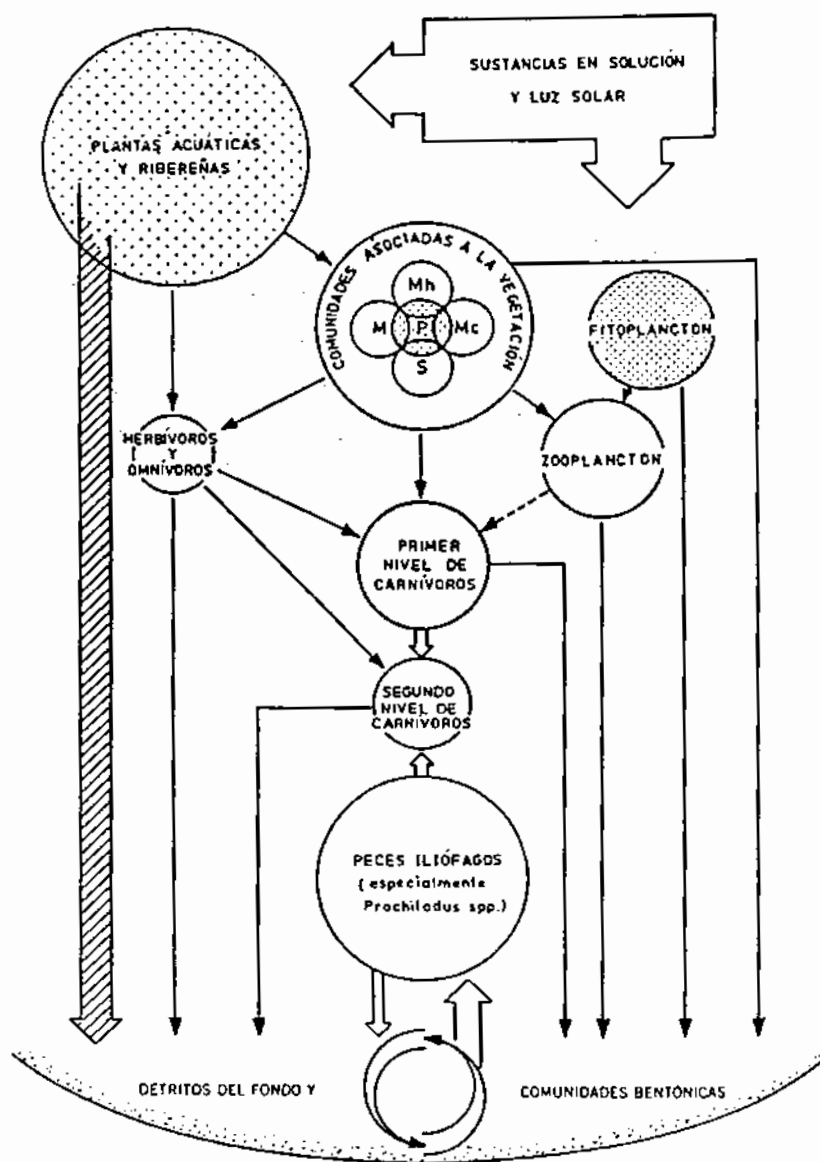 SUSTANCIAS EN SOLUCIÓN
Y LUZ SOLAR
PLANTAS ACUÁTICAS
Y RIBEREÑAS
COMUNIDADES ASOCIADAS A LA VEGETACION
Mh
M
P
Mc
S
FITOPLANCTON
HERBÍVOROS
Y
OMNÍVOROS
ZOOPLANCTON
PRIMER
NIVEL DE
CARNÍVOROS
SEGUNDO
NIVEL DE
CARNÍVOROS
PECES ILIÓFAGOS
(especialmente
Prochilodus spp.)
DETRITOS DEL FONDO Y
COMUNIDADES BENTÓNICAS